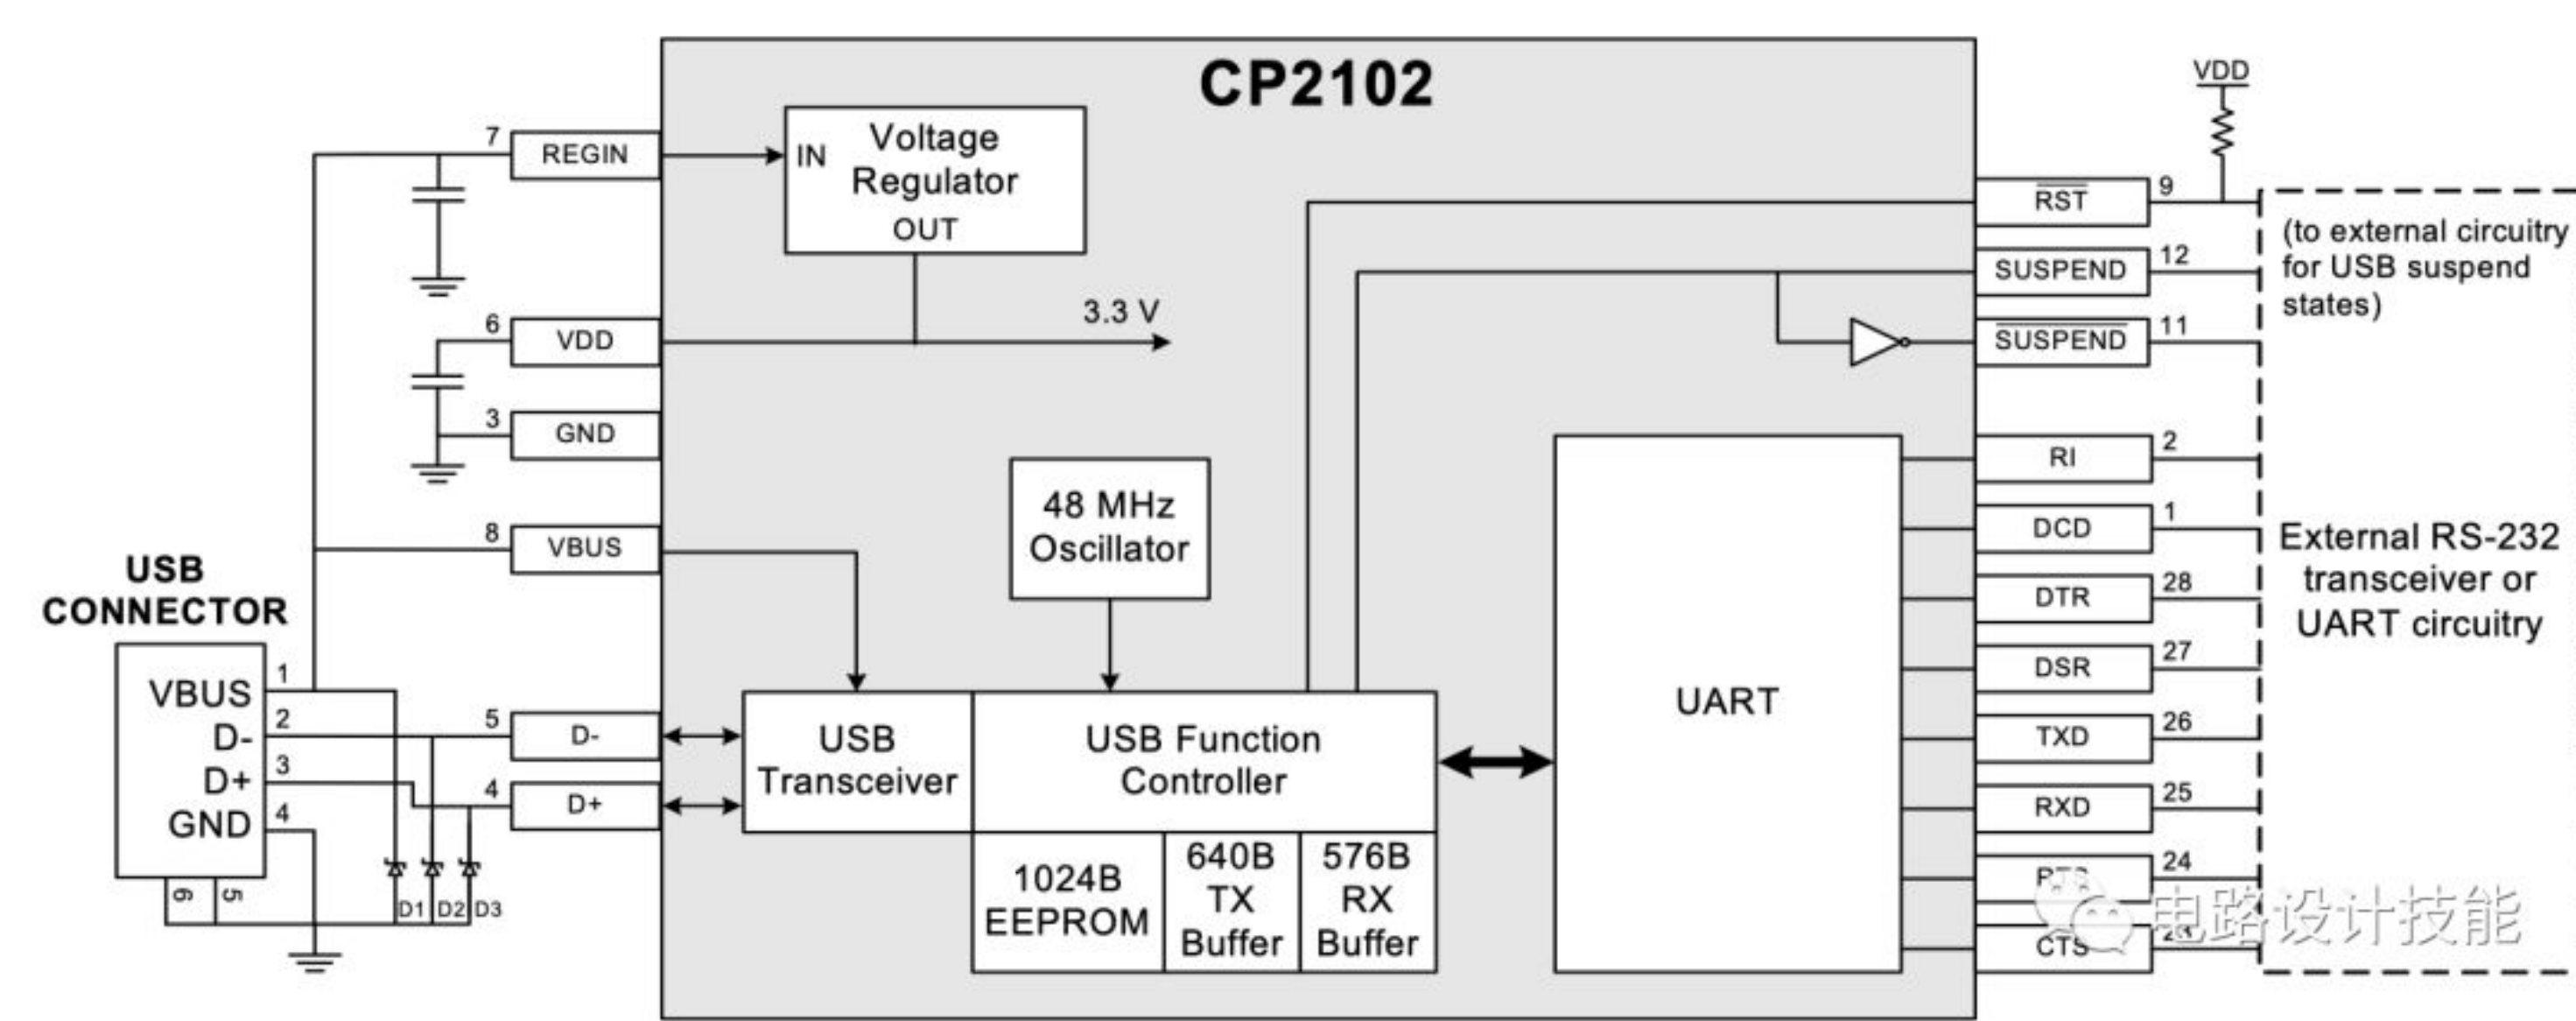 CP2102
7
REGIN
IN
Voltage
Regulator
OUT
6
VDD
3.3 V
3
GND
8
VBUS
48 MHz
Oscillator
USB
CONNECTOR
VBUS
1
D-
2
D+
3
GND
4
6
5
D1
D2
D3
5
D-
4
D+
USB
Transceiver
USB Function
Controller
1024B
EEPROM
640B
TX
Buffer
576B
RX
Buffer
UART
VDD
RST
9
SUSPEND
12
SUSPEND
11
(to external circuitry
for USB suspend
states)
RI
2
DCD
1
DTR
28
DSR
27
TXD
26
RXD
25
RTS
24
CTS
23
External RS-232
transceiver or
UART circuitry
电路设计技能